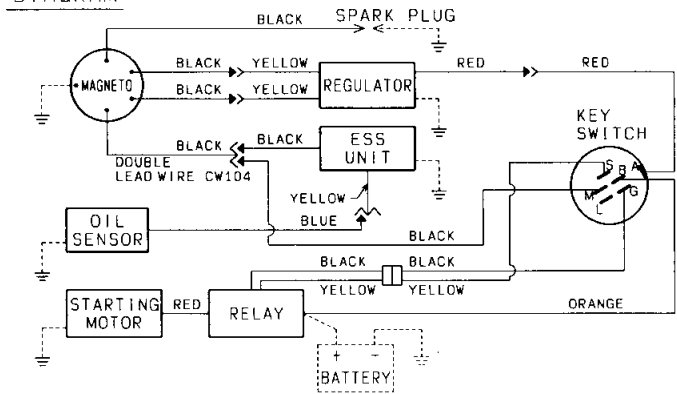 BLACK
SPARK PLUG
BLACK YELLOW
RED
RED
MAGNETO
REGULATOR
BLACK YELLOW
KEY
SWITCH
BLACK
BLACK
ESS
UNIT
DOUBLE
LEAD WIRE CW104
S B A
M G
L
YELLOW
OIL
SENSOR
BLUE
BLACK
BLACK
BLACK
YELLOW
YELLOW
STARTING
MOTOR
RED
RELAY
ORANGE
+ -
BATTERY